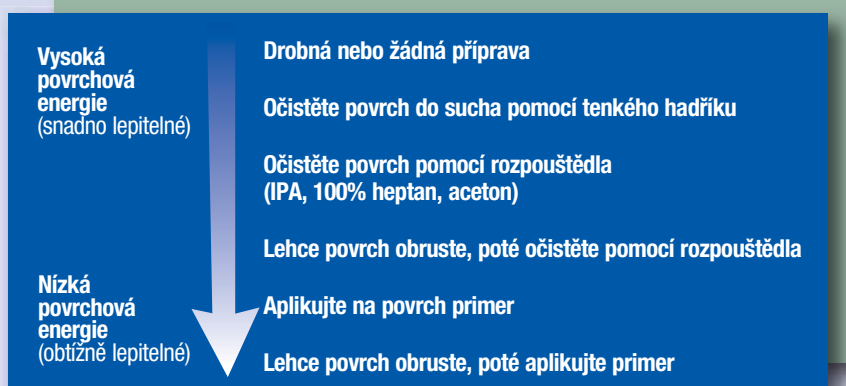 Vysoká
povrchová
energie
(snadno lepitelné)
Drobná nebo žádná příprava
Očistěte povrch do sucha pomocí tenkého hadříku
Očistěte povrch pomocí rozpouštědla
(IPA, 100% heptan, aceton)
Lehce povrch obruste, poté očistěte pomocí rozpouštědla
Nízká
povrchová
energie
(obtížně lepitelné)
Aplikujte na povrch primer
Lehce povrch obruste, poté aplikujte primer